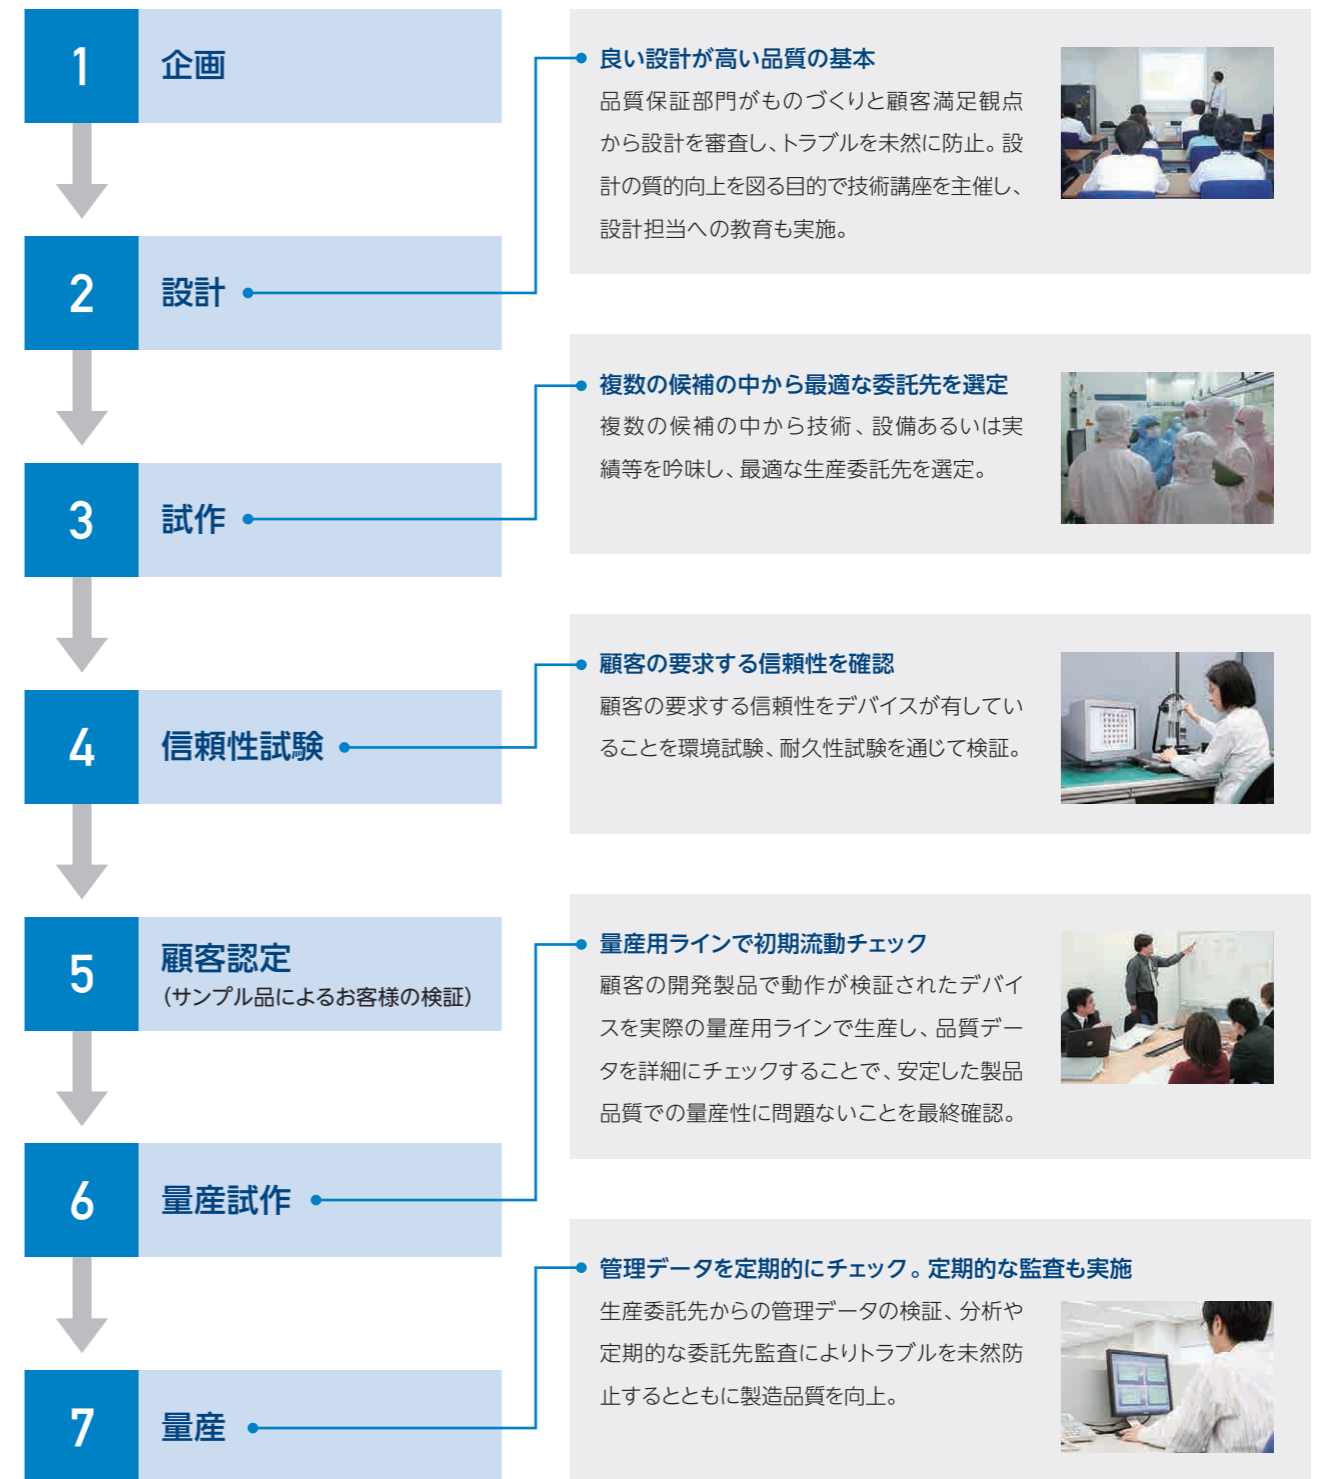 1
企画
良い設計が高い品質の基本
品質保証部門がものづくりと顧客満足観点
から設計を審査し、トラブルを未然に防止。設
計の質的向上を図る目的で技術講座を主催し、
設計担当への教育も実施。
2
設計
複数の候補の中から最適な委託先を選定
複数の候補の中から技術、設備あるいは実
績等を吟味し、最適な生産委託先を選定。
3
試作
顧客の要求する信頼性を確認
顧客の要求する信頼性をデバイスが有してい
ることを環境試験、耐久性試験を通じて検証。
4
信頼性試験
5
顧客認定
(サンプル品によるお客様の検証)
量産用ラインで初期流動チェック
顧客の開発製品で動作が検証されたデバイ
スを実際の量産用ラインで生産し、品質デー
タを詳細にチェックすることで、安定した製品
品質での量産性に問題ないことを最終確認。
6
量産試作
管理データを定期的にチェック。定期的な監査も実施
生産委託先からの管理データの検証、分析や
定期的な委託先監査によりトラブルを未然防
止するとともに製造品質を向上。
7
量産